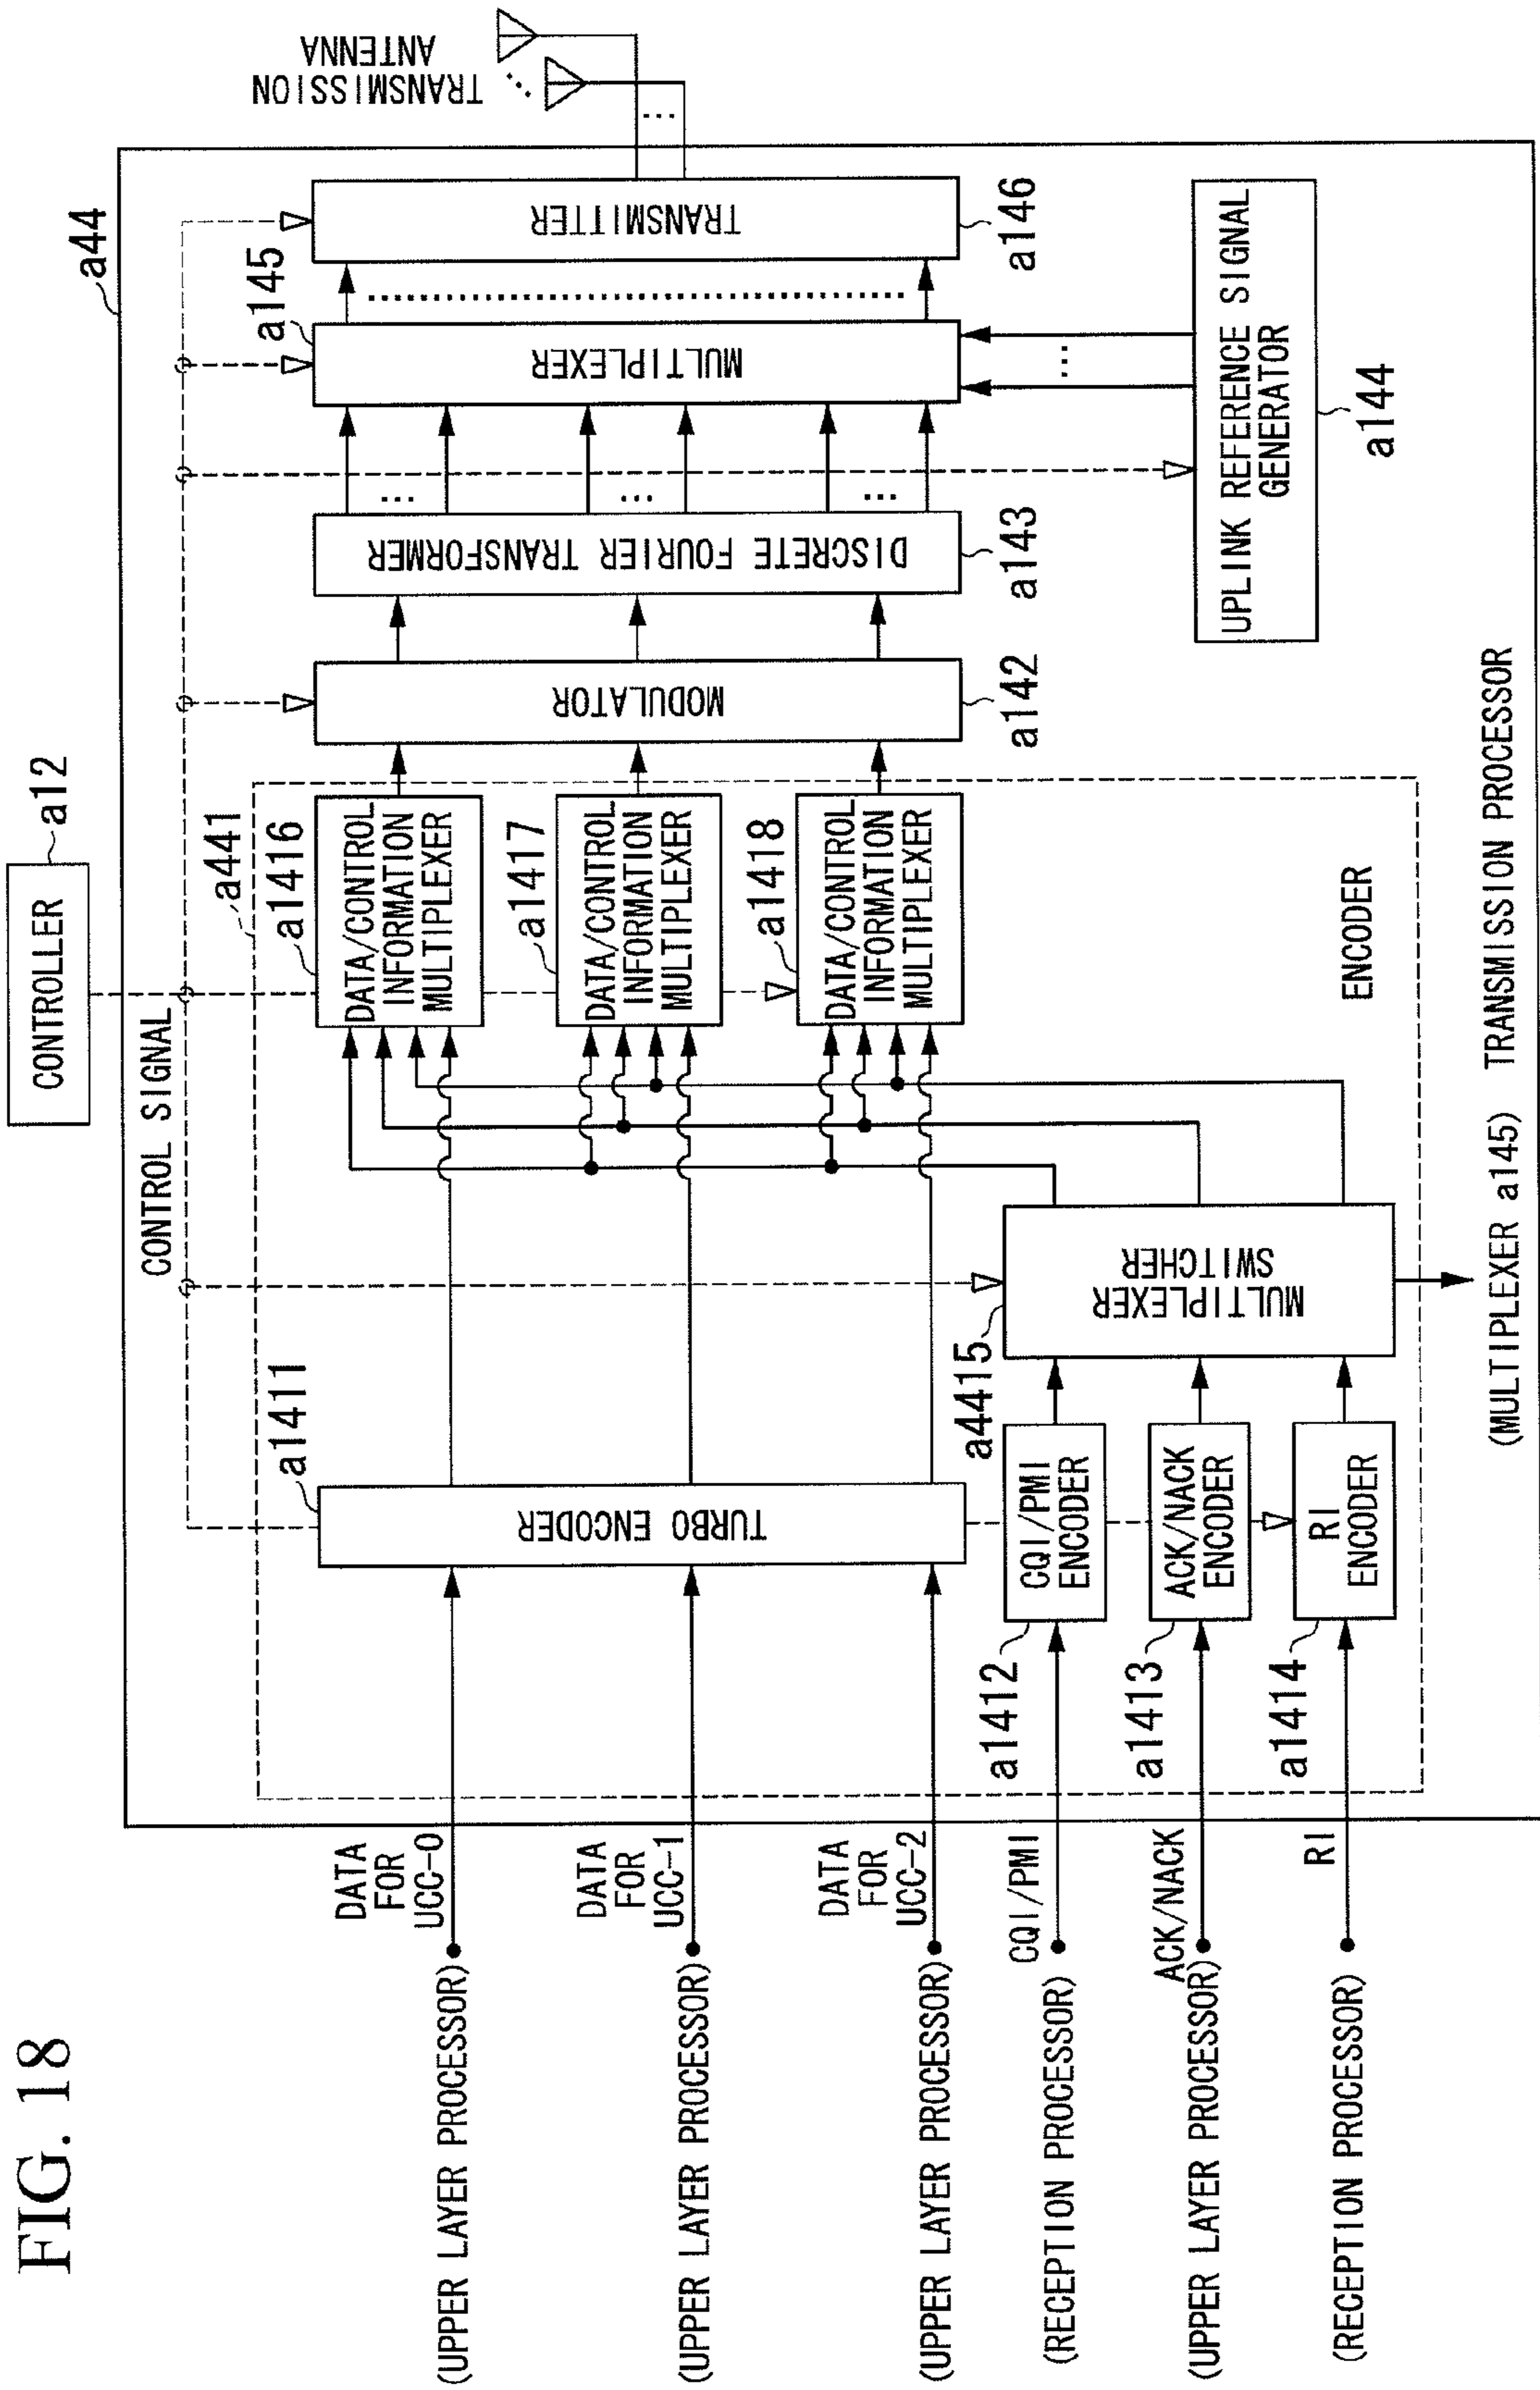 FIG. 18
CONTROLLER
a12
a44
CONTROL SIGNAL
a441
TRANSMISSION
ANTENNA
(UPPER LAYER PROCESSOR)
DATA
FOR
UCC-0
(UPPER LAYER PROCESSOR)
DATA
FOR
UCC-1
(UPPER LAYER PROCESSOR)
DATA
FOR
UCC-2
(RECEPTION PROCESSOR)
CQI/PMI
(UPPER LAYER PROCESSOR)
ACK/NACK
(RECEPTION PROCESSOR)
RI
a1411
TURBO ENCODER
a1412
CQI/PMI
ENCODER
a1413
ACK/NACK
ENCODER
a1414
RI
ENCODER
a4415
MULTIPLEXER
SWITCHER
a1416
DATA/CONTROL
INFORMATION
MULTIPLEXER
a1417
DATA/CONTROL
INFORMATION
MULTIPLEXER
a1418
DATA/CONTROL
INFORMATION
MULTIPLEXER
ENCODER
MODULATOR
a142
DISCRETE FOURIER TRANSFORMER
a143
a145
MULTIPLEXER
TRANSMITTER
a146
UPLINK REFERENCE SIGNAL
GENERATOR
a144
(MULTIPLEXER a145)
TRANSMISSION PROCESSOR